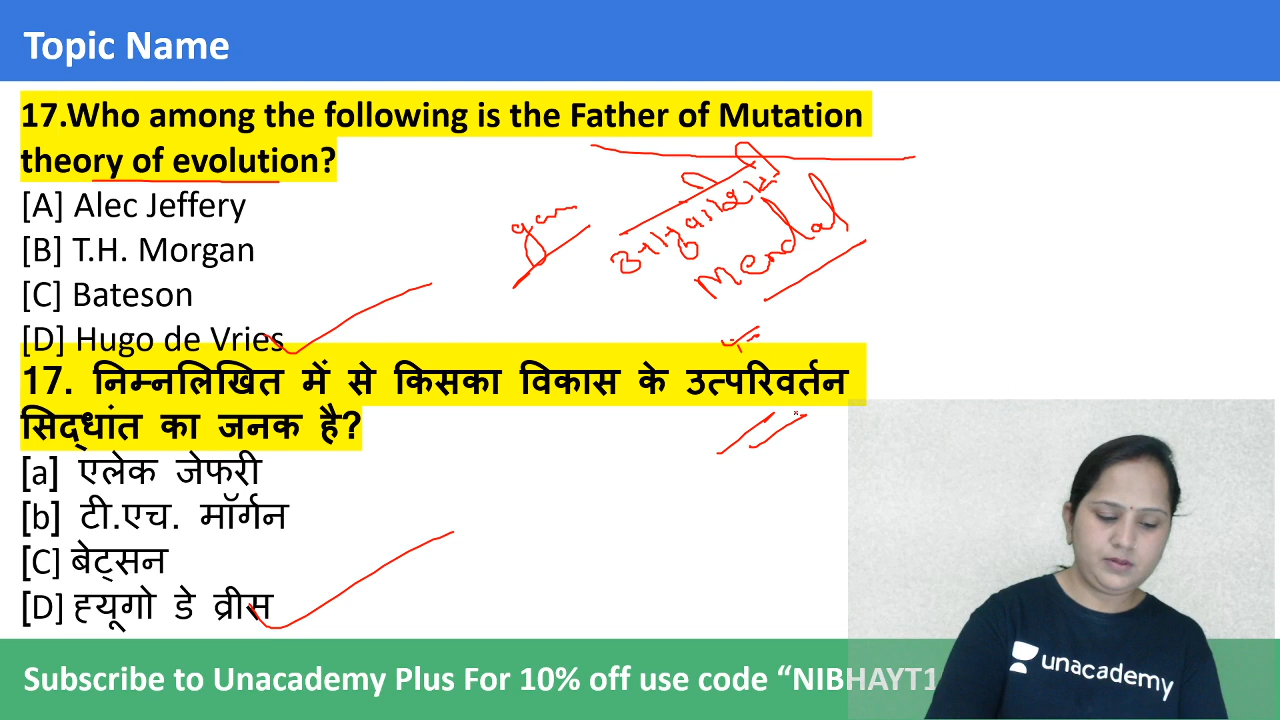 Topic Name
17.Who among the following is the Father of Mutation
theory of evolution?
[A] Alec Jeffery
[B] T.H. Morgan
[C] Bateson
[D] Hugo de Vries
Mendal
17. निम्नलिखित में से किसका विकास के उत्परिवर्तन
सिद्धांत का जनक है?
[a] एलेक जेफरी
[b] टी.एच. मॉर्गन
[C] बेट्सन
[D] ह्यूगो डे व्रीस
unacademy
Subscribe to Unacademy Plus For 10% off use code “NIBHAYT1